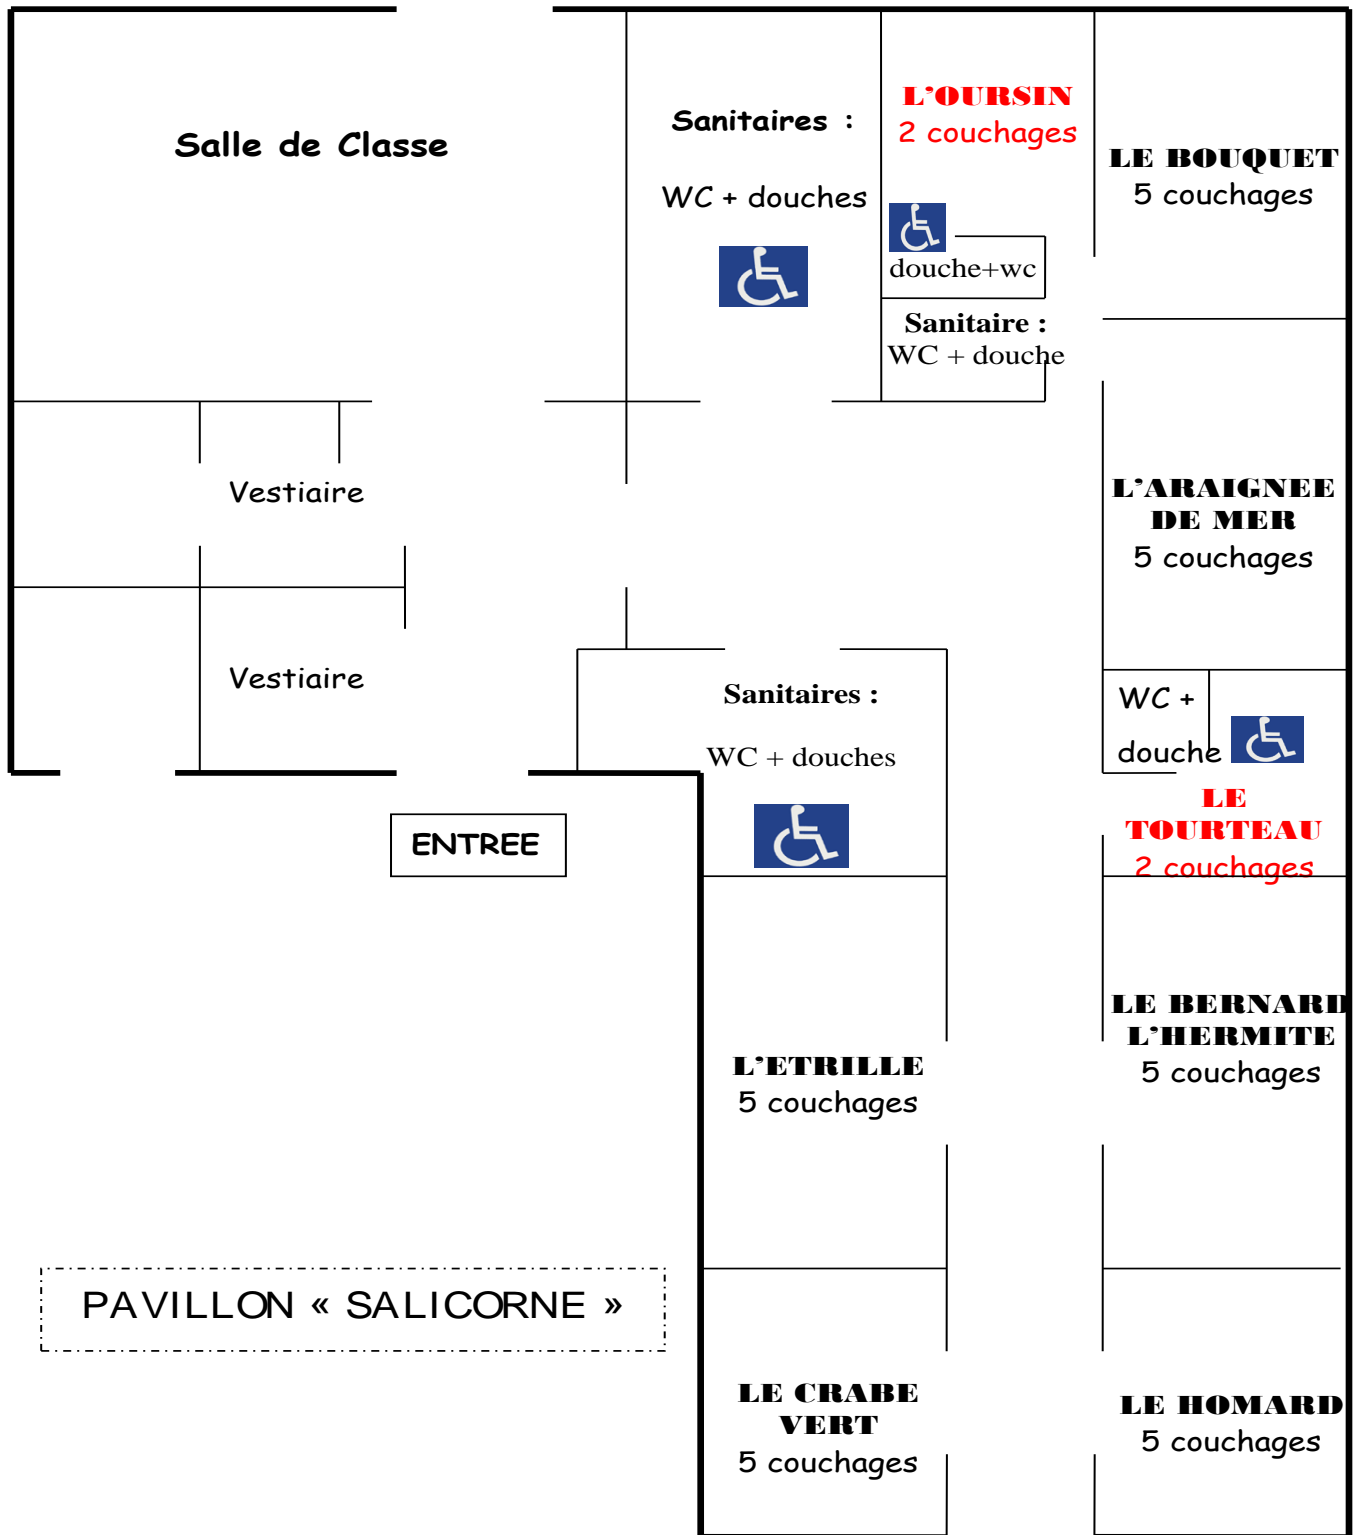 Salle de Classe
Sanitaires :
WC + douches
L'OURSIN
2 couchages
douche+wc
Sanitaire :
WC + douche
LE BOUQUET
5 couchages
Vestiaire
L'ARAIGNEE
DE MER
5 couchages
Vestiaire
Sanitaires :
WC + douches
WC +
douche
LE
TOURTEAU
2 couchages
ENTREE
L'ETRILLE
5 couchages
LE BERNARD
L'HERMITE
5 couchages
PAVILLON « SALICORNE »
LE CRABE
VERT
5 couchages
LE HOMARD
5 couchages